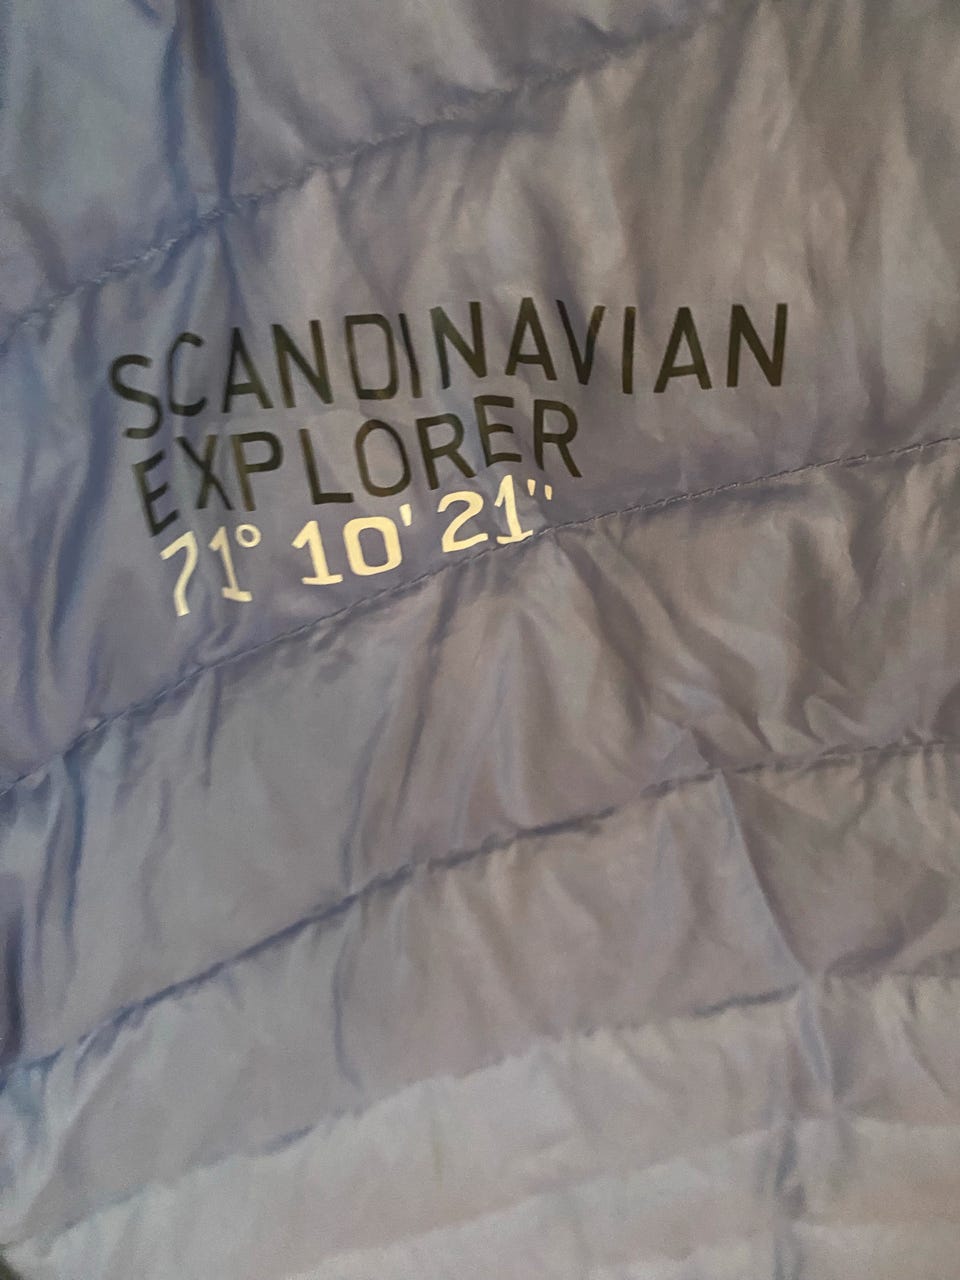 SCANDINAVIAN
EXPLORER
71° 10' 21"